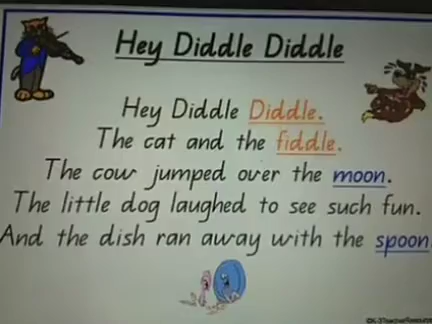 Hey Diddle Diddle
Hey Diddle Diddle.
The cat and the fiddle.
The cow jumped over the moon.
The little dog laughed to see such fun.
And the dish ran away with the spoon